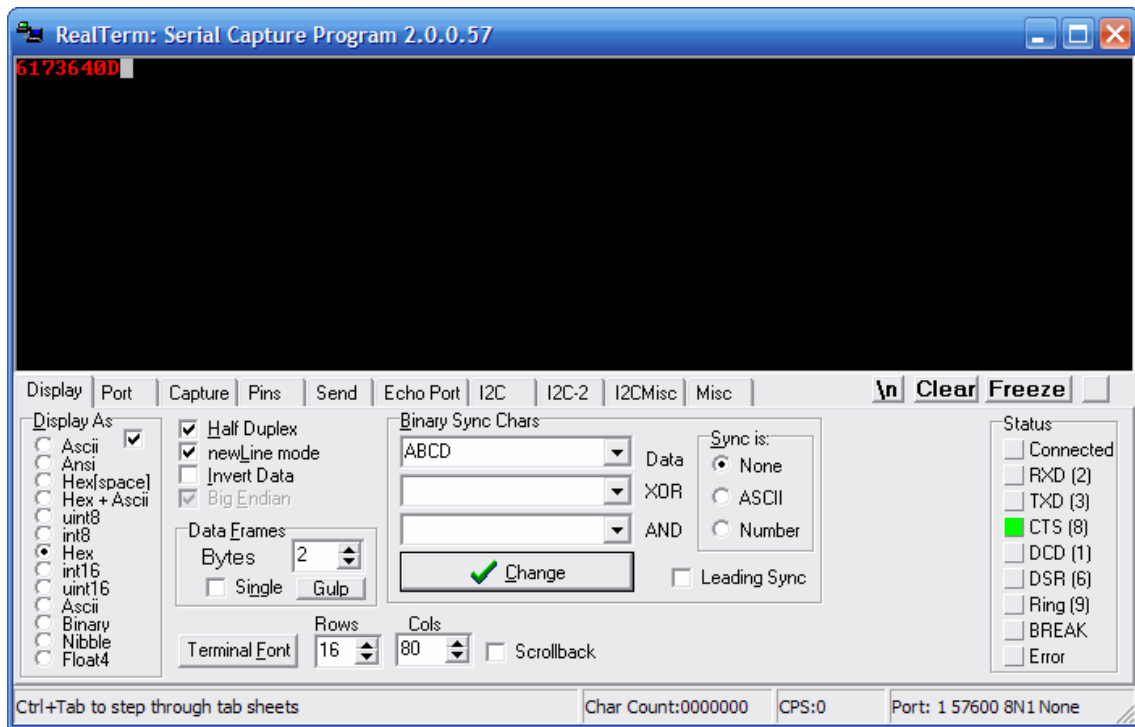 RealTerm: Serial Capture Program 2.0.0.57
6173640D
Display Port Capture Pins Send Echo Port I2C I2C-2 I2CMisc Misc \n Clear Freeze
Display As
Ascii
Ansi
Hex[space]
Hex + Ascii
uint8
int8
Hex
int16
uint16
Ascii
Binary
Nibble
Float4
Half Duplex
newLine mode
Invert Data
Big Endian
Data Frames
Bytes 2
Single Gulp
Terminal Font
Rows
16
Cols
80
Scrollback
Binary Sync Chars
ABCD Data
XOR
AND
Change
Leading Sync
Sync is:
None
ASCII
Number
Status
Connected
RXD (2)
TXD (3)
CTS (8)
DCD (1)
DSR (6)
Ring (9)
BREAK
Error
Ctrl+Tab to step through tab sheets Char Count:0000000 CPS:0 Port: 1 57600 8N1 None